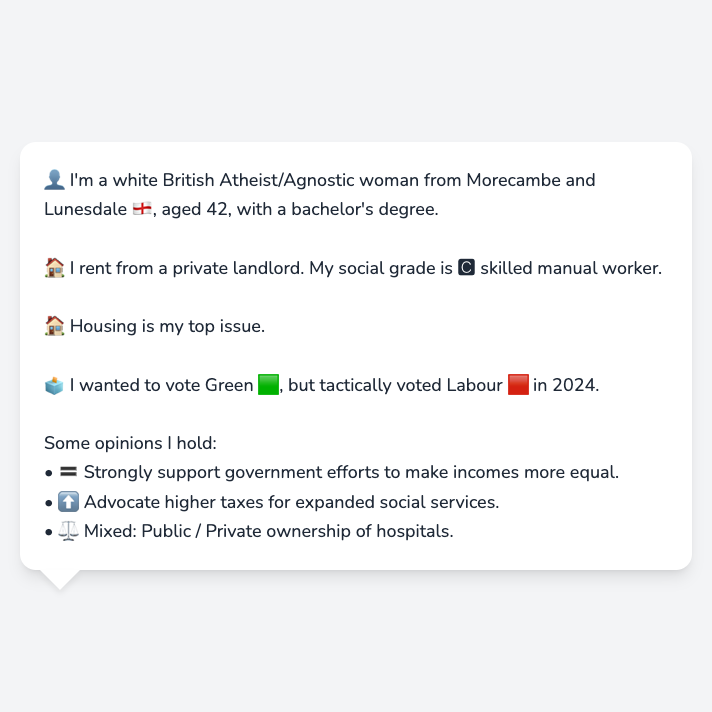 👤 I'm a white British Atheist/Agnostic woman from Morecambe and
Lunesdale 🏴󠁧󠁢󠁥󠁮󠁧󠁿, aged 42, with a bachelor's degree.
🏠 I rent from a private landlord. My social grade is 🅲 skilled manual worker.
🏠 Housing is my top issue.
🗳️ I wanted to vote Green 🟩, but tactically voted Labour 🟥 in 2024.
Some opinions I hold:
• 🟰 Strongly support government efforts to make incomes more equal.
• ⬆️ Advocate higher taxes for expanded social services.
• ⚖️ Mixed: Public / Private ownership of hospitals.